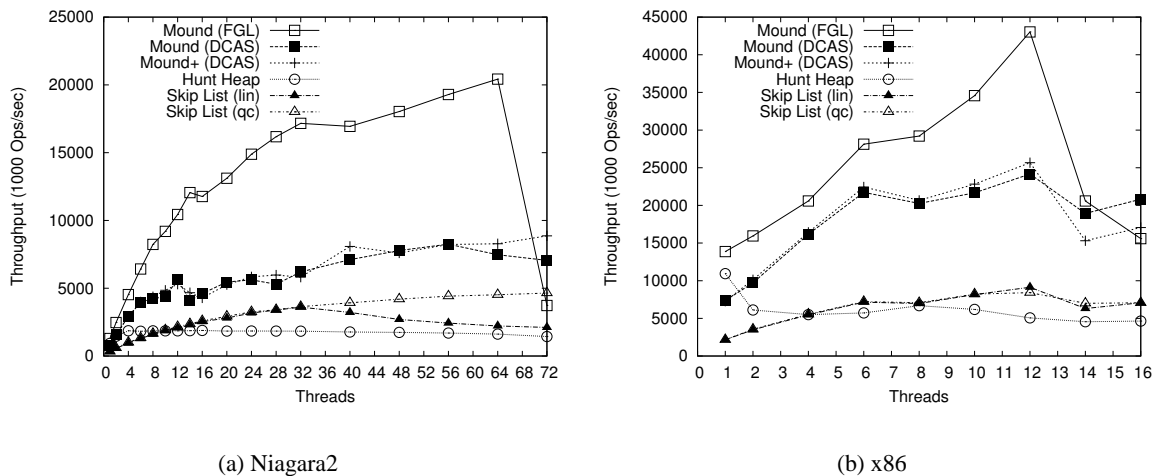 25000
20000
15000
10000
5000
0
Throughput (1000 Ops/sec)
Mound (FGL)
Mound (DCAS)
Mound+ (DCAS)
Hunt Heap
Skip List (lin)
Skip List (qc)
0 4 8 12 16 20 24 28 32 36 40 44 48 52 56 60 64 68 72
Threads
(a) Niagara2
45000
40000
35000
30000
25000
20000
15000
10000
5000
0
Throughput (1000 Ops/sec)
Mound (FGL)
Mound (DCAS)
Mound+ (DCAS)
Hunt Heap
Skip List (lin)
Skip List (qc)
0 1 2 3 4 5 6 7 8 9 10 11 12 13 14 15 16
Threads
(b) x86